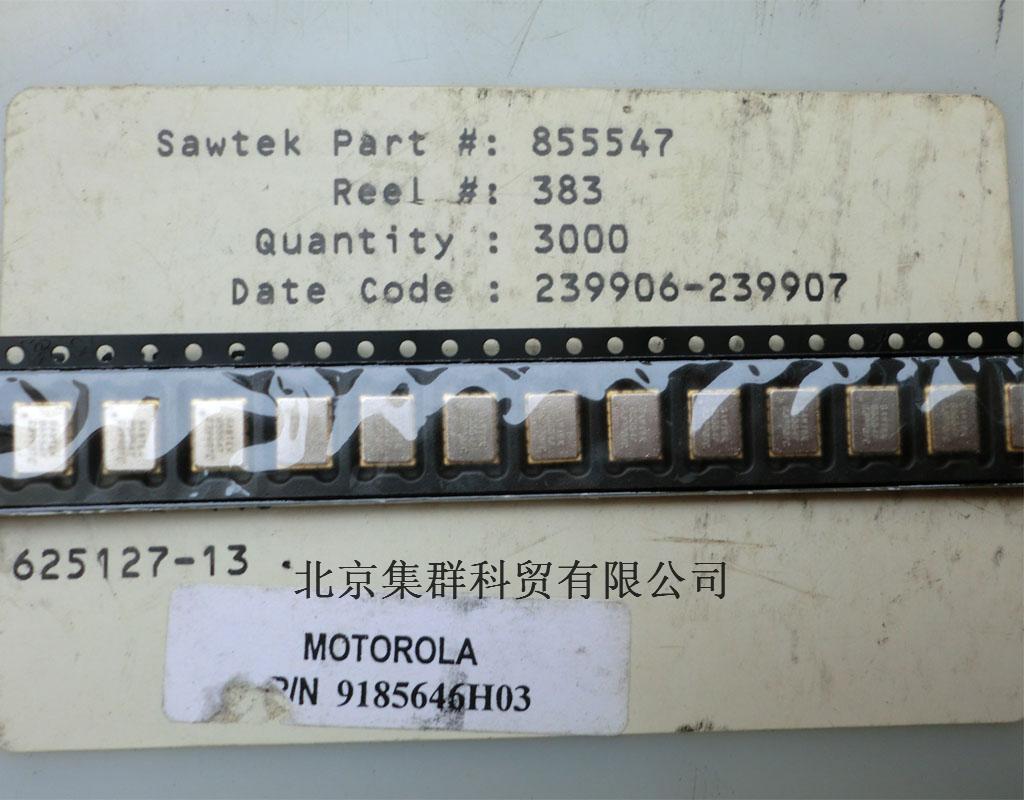 Sawtek Part #: 855547
Reel #: 383
Quantity : 3000
Date Code : 239906-239907
625127-13
北京集群科贸有限公司
MOTOROLA
P/N 9185646H03